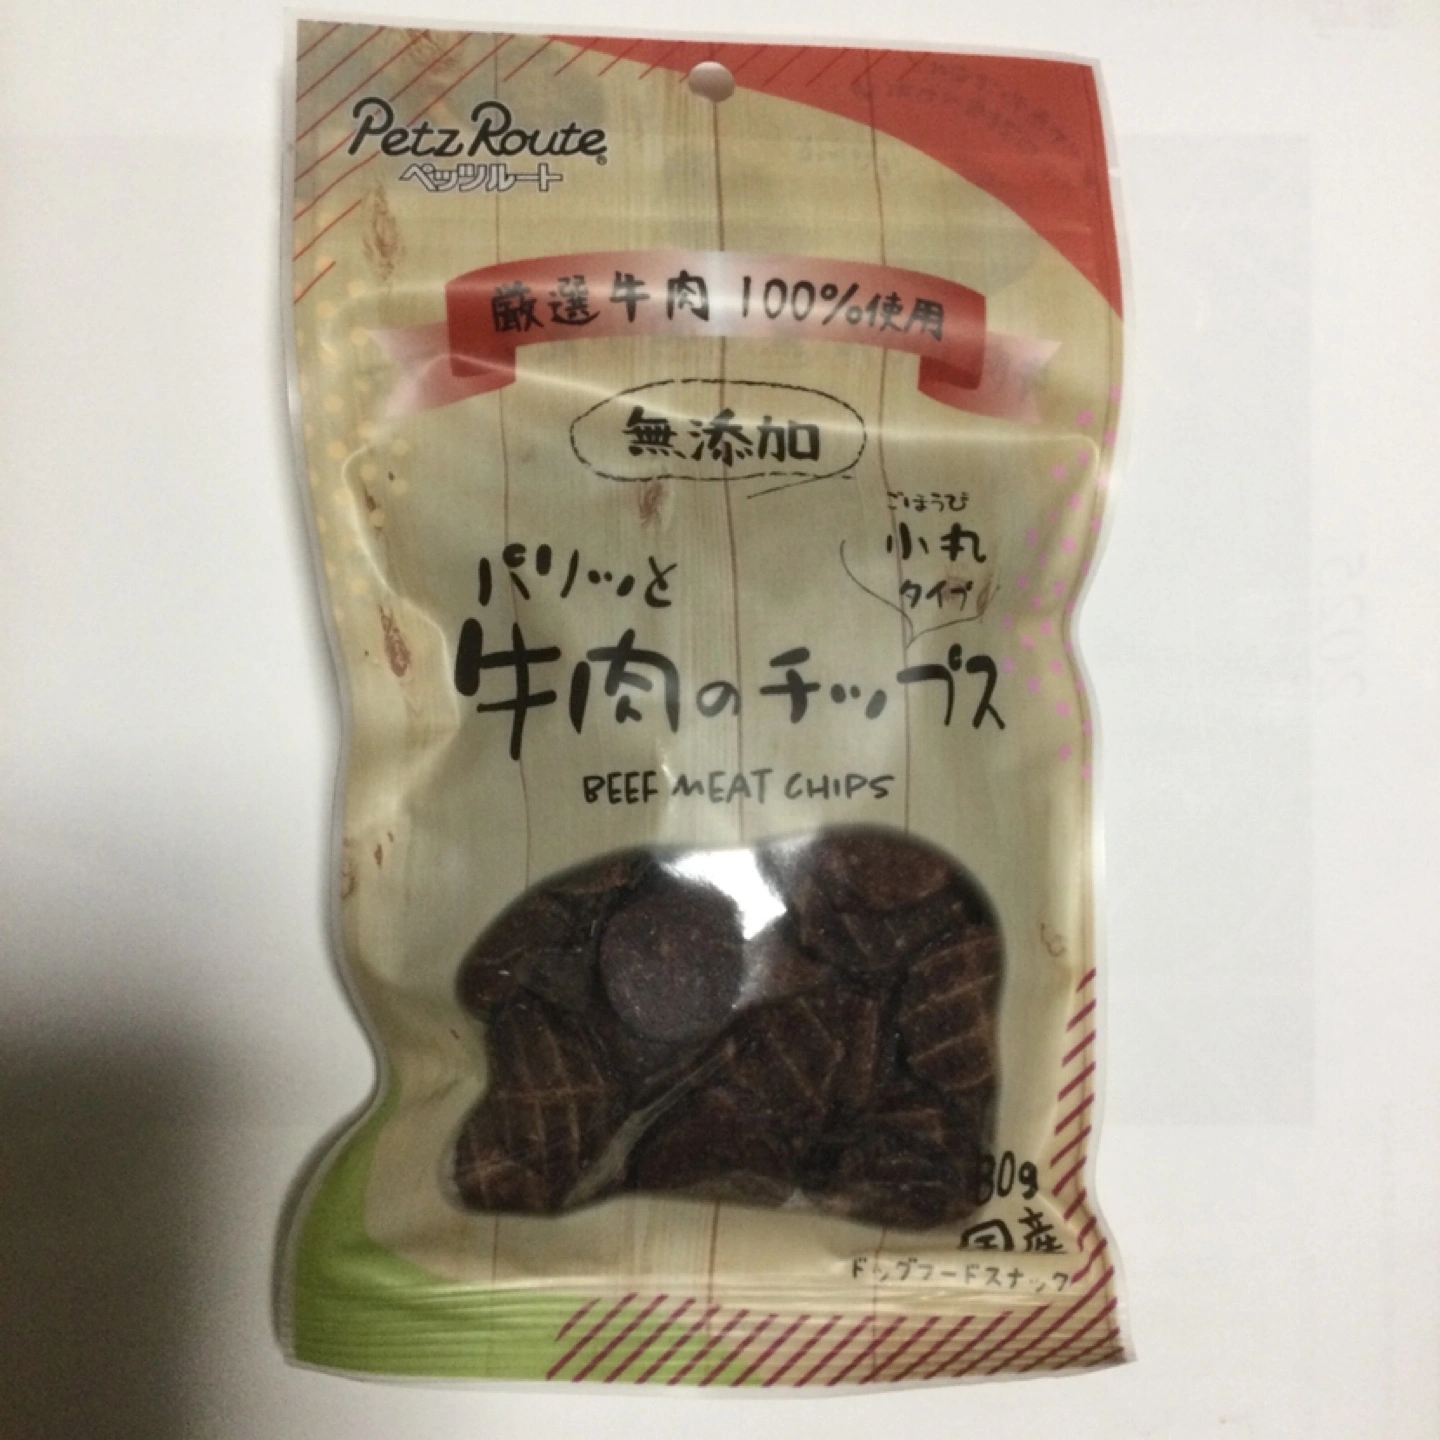 Petz Route
ペッツルート
厳選牛肉100%使用
無添加
ごほうび
小丸
タイプ
パリッと
牛肉のチップス
BEEF MEAT CHIPS
80g
国産
ドッグフードスナック